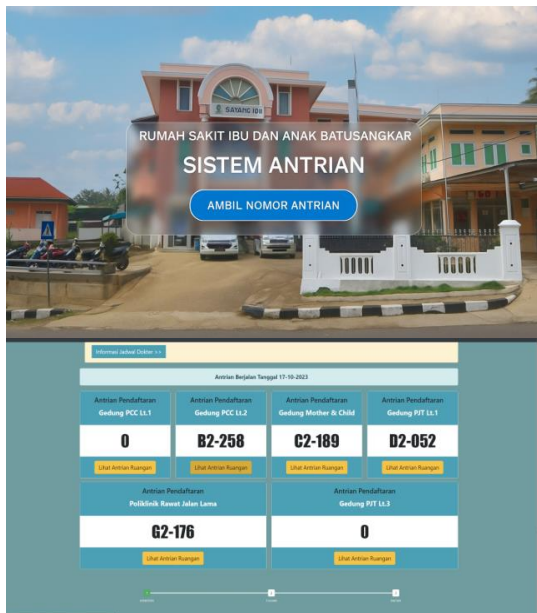 SAYANG IBU
RUMAH SAKIT IBU DAN ANAK BATUSANGKAR
SISTEM ANTRIAN
AMBIL NOMOR ANTRIAN
Informasi Jadwal Dokter >>
Antrian Berjalan Tanggal 17-10-2023
Antrian Pendaftaran
Gedung PCC Lt.1
0
Lihat Antrian Ruangan
Antrian Pendaftaran
Gedung PCC Lt.2
B2-258
Lihat Antrian Ruangan
Antrian Pendaftaran
Gedung Mother & Child
C2-189
Lihat Antrian Ruangan
Antrian Pendaftaran
Gedung PJT Lt.1
D2-052
Lihat Antrian Ruangan
Antrian Pendaftaran
Poliklinik Rawat Jalan Lama
G2-176
Lihat Antrian Ruangan
Antrian Pendaftaran
Gedung PJT Lt.3
0
Lihat Antrian Ruangan